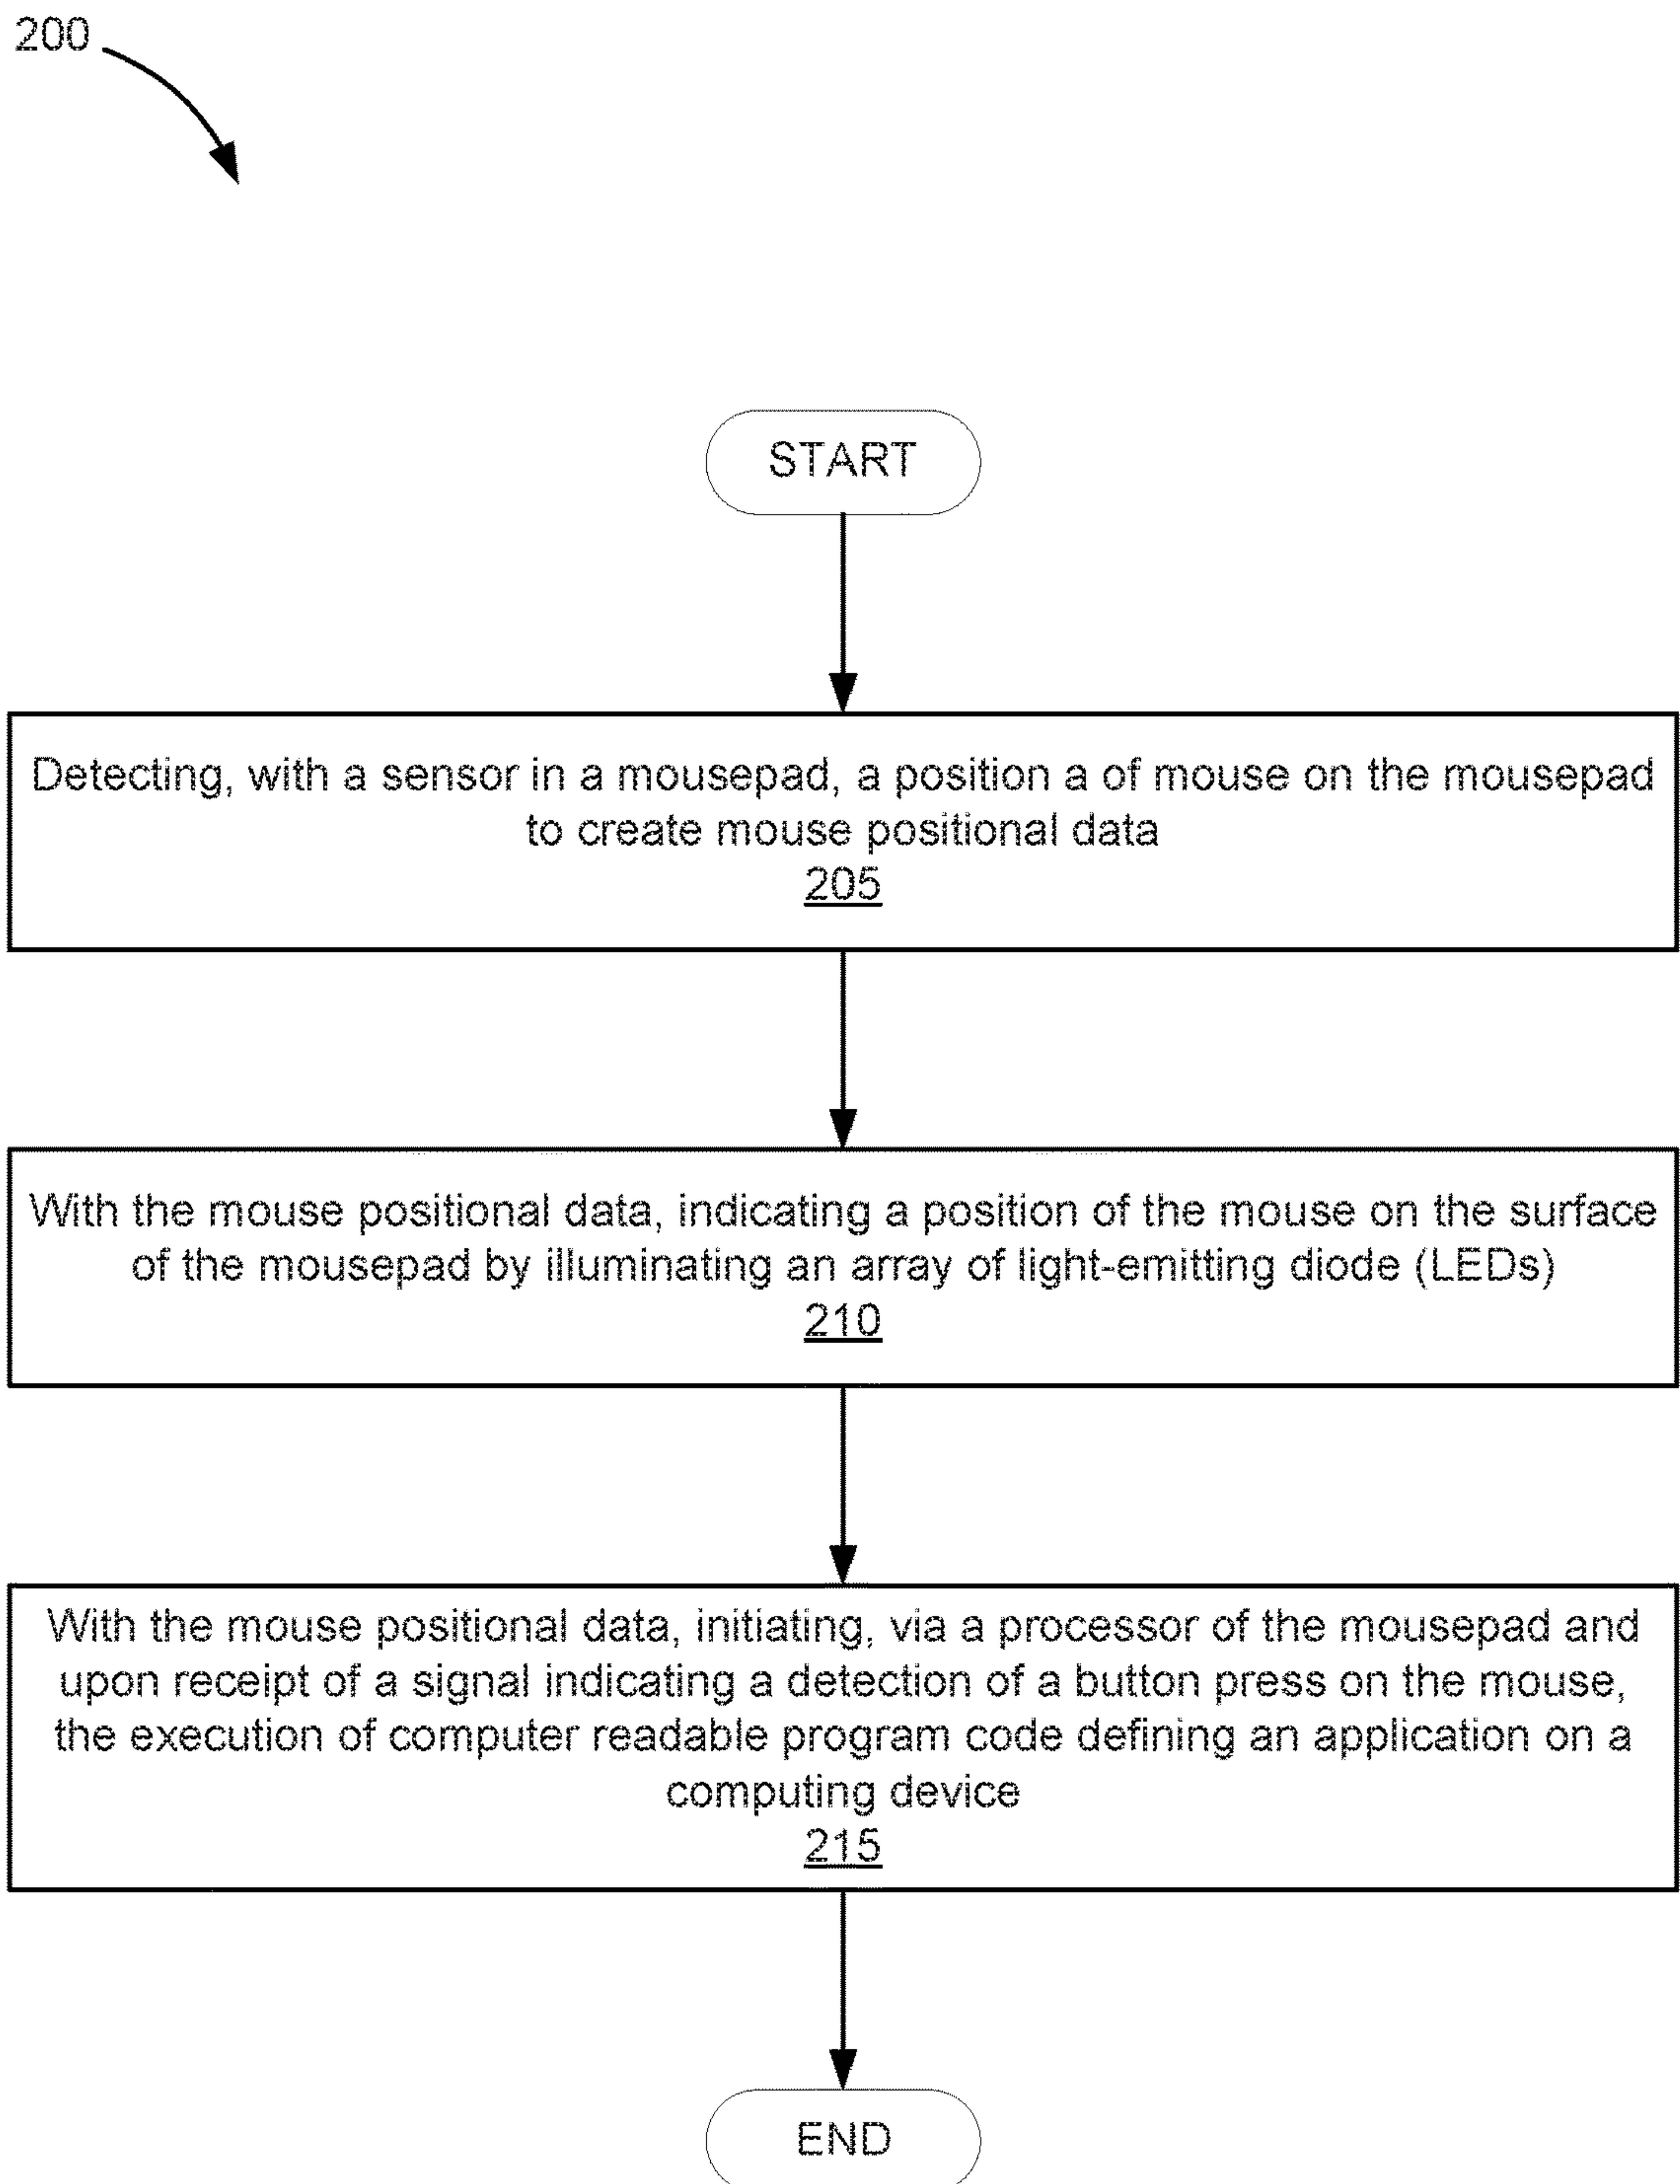 200
START
Detecting, with a sensor in a mousepad, a position a of mouse on the mousepad
to create mouse positional data
205
With the mouse positional data, indicating a position of the mouse on the surface
of the mousepad by illuminating an array of light-emitting diode (LEDs)
210
With the mouse positional data, initiating, via a processor of the mousepad and
upon receipt of a signal indicating a detection of a button press on the mouse,
the execution of computer readable program code defining an application on a
computing device
215
END